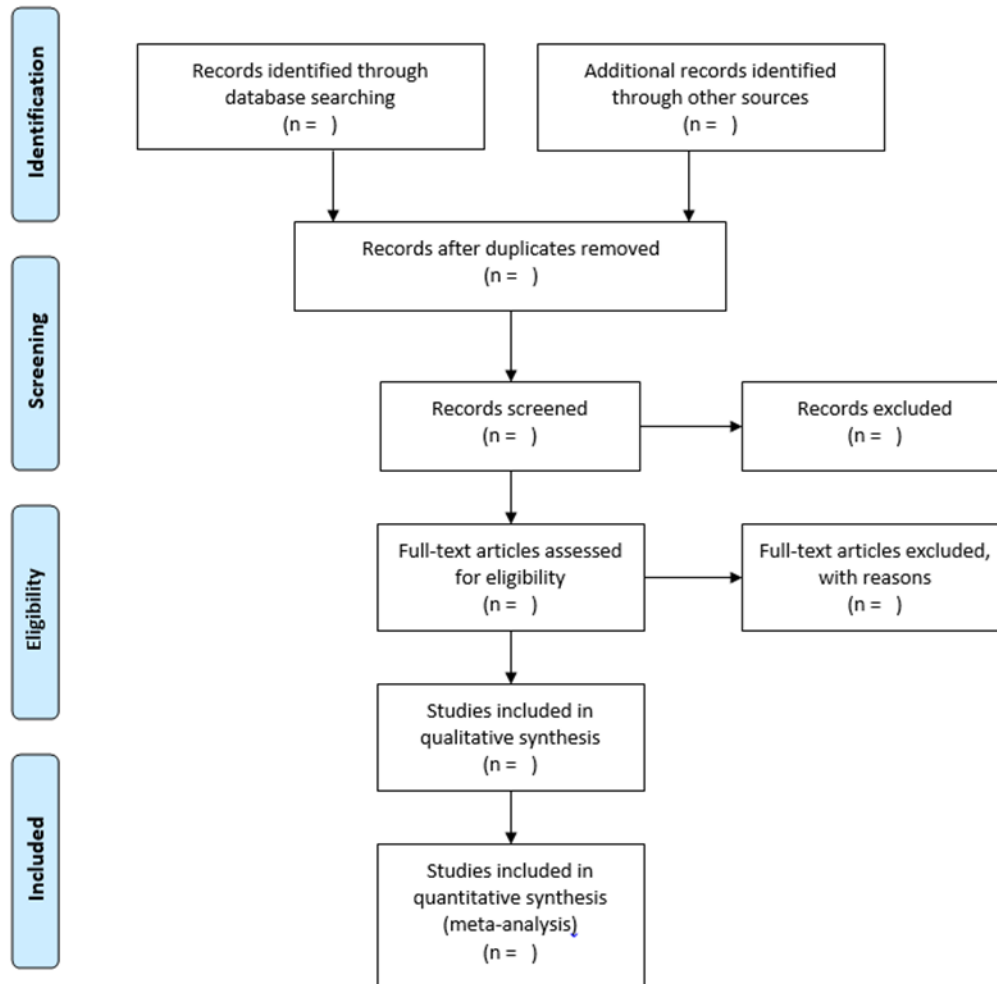 Identification
Records identified through
database searching
(n =   )
Additional records identified
through other sources
(n =   )
Records after duplicates removed
(n =   )
Screening
Records screened
(n =   )
Records excluded
(n =   )
Eligibility
Full-text articles assessed
for eligibility
(n =   )
Full-text articles excluded,
with reasons
(n =   )
Studies included in
qualitative synthesis
(n =   )
Included
Studies included in
quantitative synthesis
(meta-analysis)
(n =   )